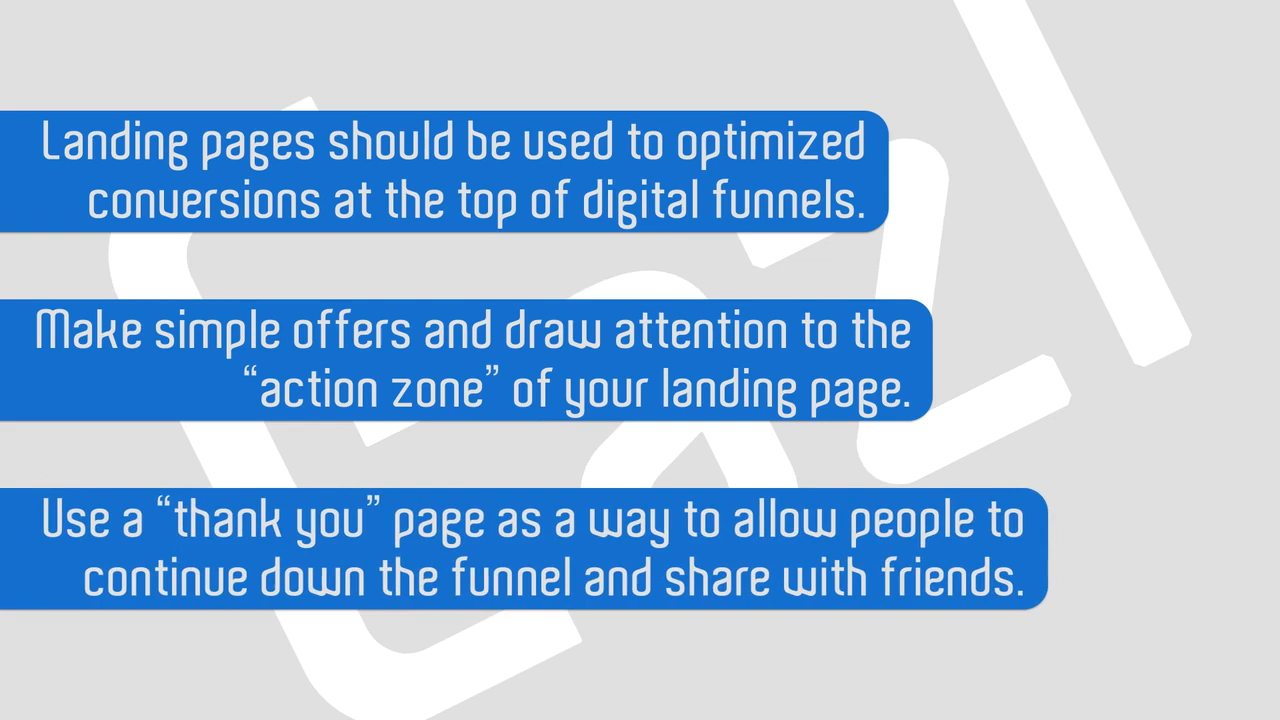 Landing pages should be used to optimized
conversions at the top of digital funnels.
Make simple offers and draw attention to the
“action zone” of your landing page.
Use a “thank you” page as a way to allow people to
continue down the funnel and share with friends.